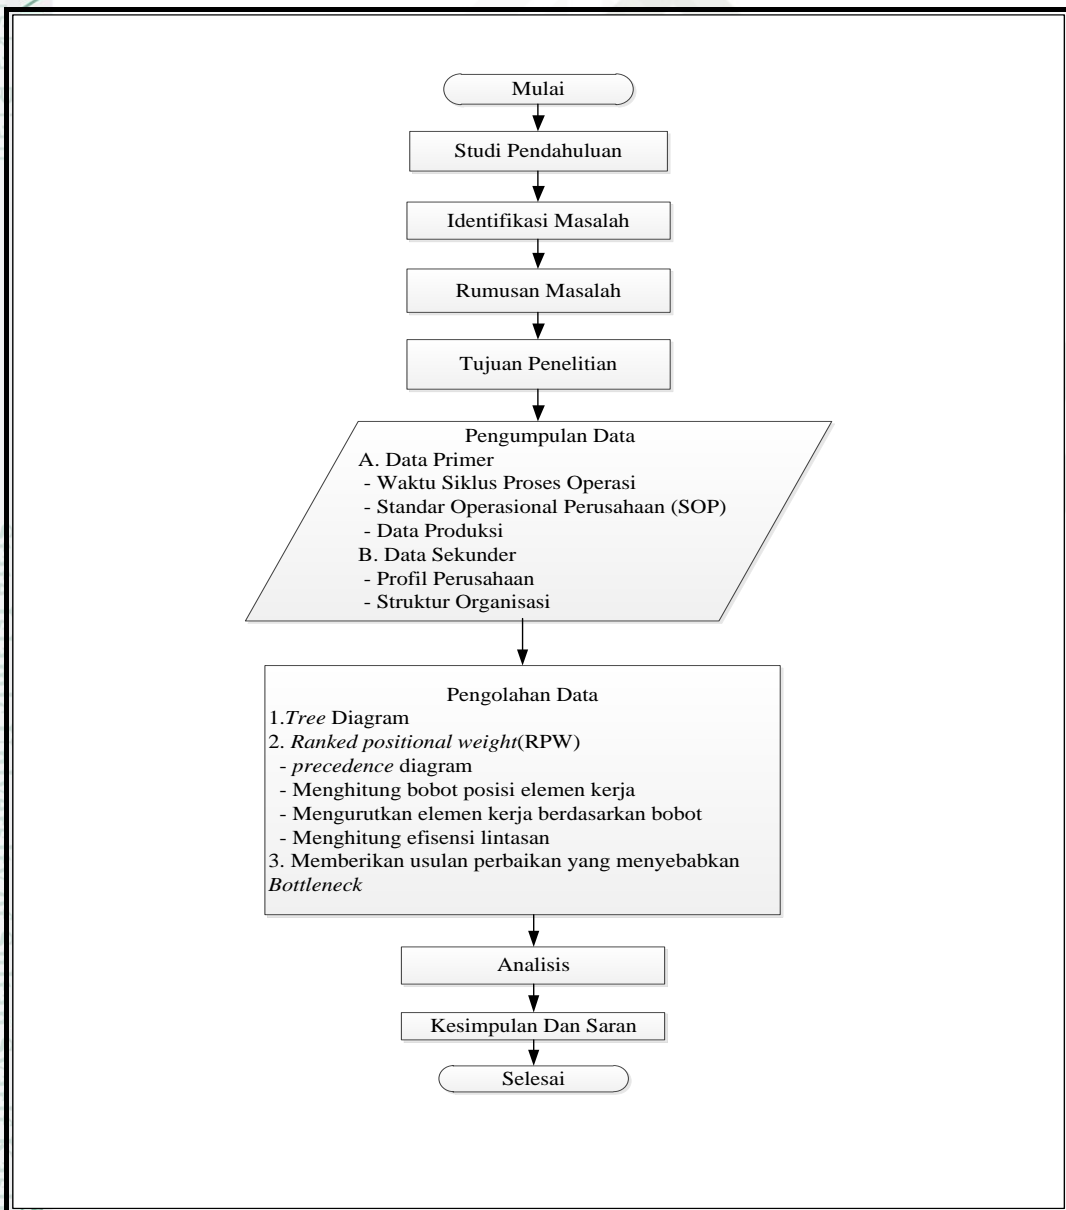 Mulai
Studi Pendahuluan
Identifikasi Masalah
Rumusan Masalah
Tujuan Penelitian
Pengumpulan Data
A. Data Primer
- Waktu Siklus Proses Operasi
- Standar Operasional Perusahaan (SOP)
- Data Produksi
B. Data Sekunder
- Profil Perusahaan
- Struktur Organisasi
Pengolahan Data
1.Tree Diagram
2. Ranked positional weight(RPW)
- precedence diagram
- Menghitung bobot posisi elemen kerja
- Mengurutkan elemen kerja berdasarkan bobot
- Menghitung efisensi lintasan
3. Memberikan usulan perbaikan yang menyebabkan
Bottleneck
Analisis
Kesimpulan Dan Saran
Selesai